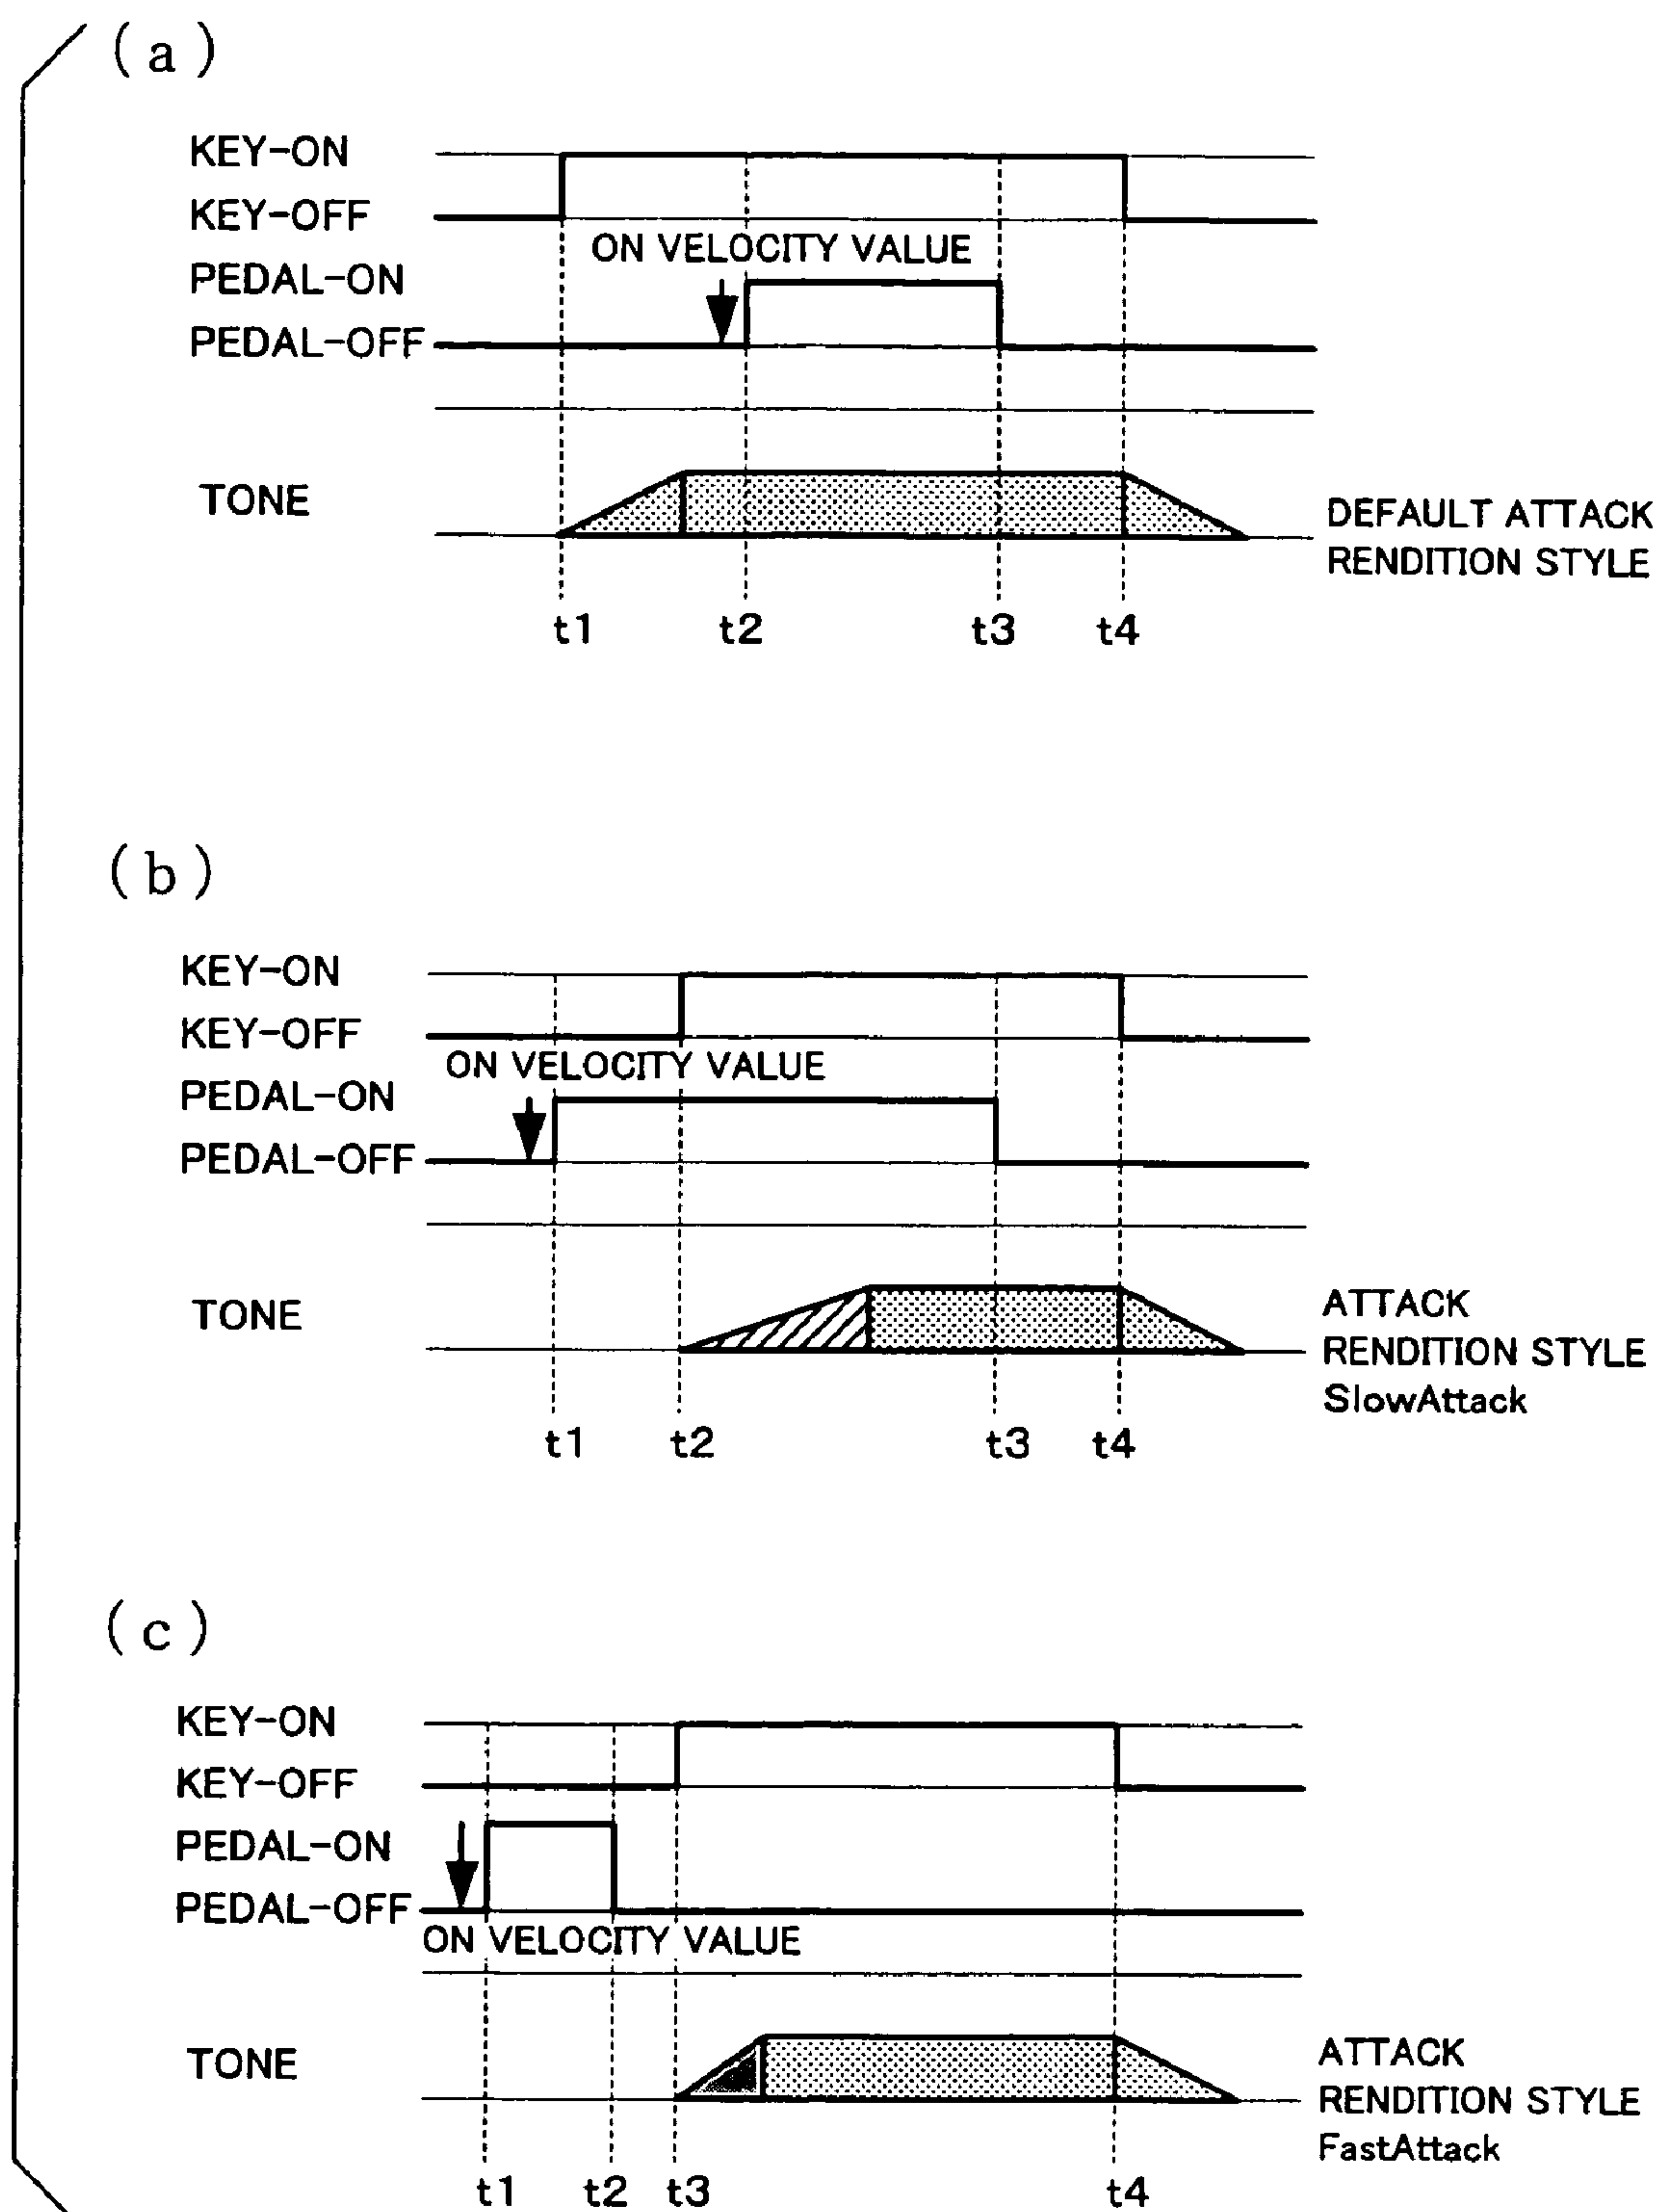 (a)
KEY-ON
KEY-OFF
ON VELOCITY VALUE
PEDAL-ON
PEDAL-OFF
TONE
DEFAULT ATTACK
RENDITION STYLE
t1 t2 t3 t4
(b)
KEY-ON
KEY-OFF
ON VELOCITY VALUE
PEDAL-ON
PEDAL-OFF
TONE
ATTACK
RENDITION STYLE
SlowAttack
t1 t2 t3 t4
(c)
KEY-ON
KEY-OFF
PEDAL-ON
PEDAL-OFF
ON VELOCITY VALUE
TONE
ATTACK
RENDITION STYLE
FastAttack
t1 t2 t3 t4